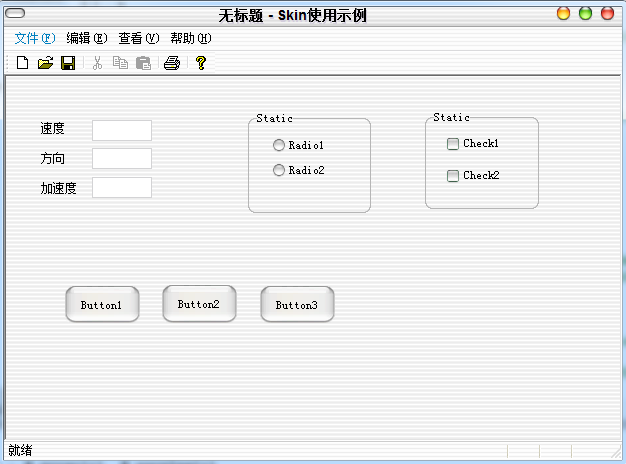 无标题 - Skin使用示例
文件(F) 编辑(E) 查看(V) 帮助(H)
速度
方向
加速度
Static
Radio1
Radio2
Static
Check1
Check2
Button1 Button2 Button3
就绪